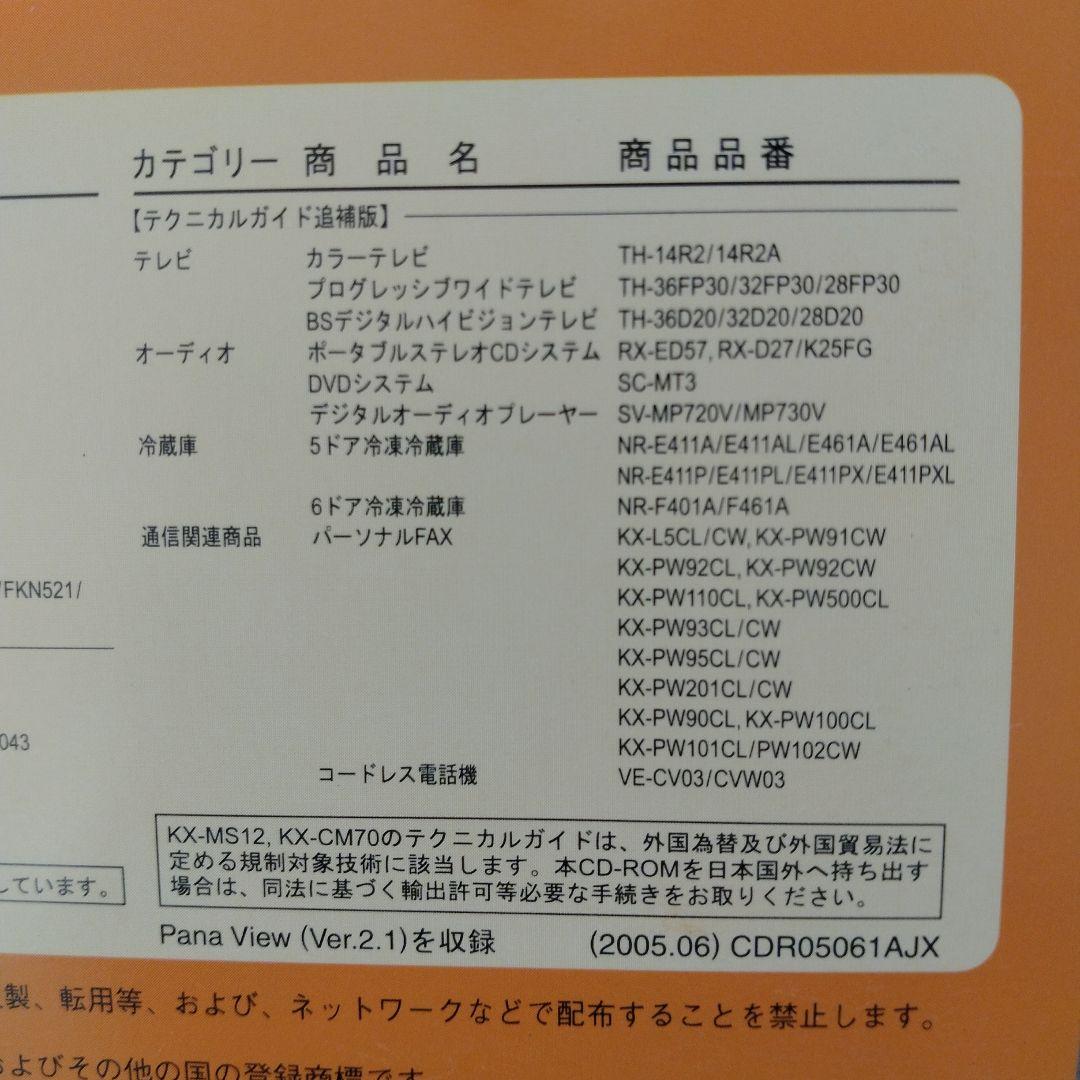 カテゴリー 商品名 商品品番
【テクニカルガイド追補版】
テレビ カラーテレビ TH-14R2/14R2A
プログレッシブワイドテレビ TH-36FP30/32FP30/28FP30
BSデジタルハイビジョンテレビ TH-36D20/32D20/28D20
オーディオ ポータブルステレオCDシステム RX-ED57, RX-D27/K25FG
DVDシステム SC-MT3
デジタルオーディオプレーヤー SV-MP720V/MP730V
冷蔵庫 5ドア冷凍冷蔵庫 NR-E411A/E411AL/E461A/E461AL
NR-E411P/E411PL/E411PX/E411PXL
6ドア冷凍冷蔵庫 NR-F401A/F461A
通信関連商品 パーソナルFAX KX-L5CL/CW, KX-PW91CW
KX-PW92CL, KX-PW92CW
/FKN521/
KX-PW110CL, KX-PW500CL
KX-PW93CL/CW
KX-PW95CL/CW
KX-PW201CL/CW
KX-PW90CL, KX-PW100CL
043
KX-PW101CL/PW102CW
コードレス電話機 VE-CV03/CVW03
KX-MS12, KX-CM70のテクニカルガイドは、外国為替及び外国貿易法に
定める規制対象技術に該当します。本CD-ROMを日本国外へ持ち出す
場合は、同法に基づく輸出許可等必要な手続きをお取りください。
しています。
Pana View (Ver.2.1)を収録 (2005.06) CDR05061AJX
製、転用等、および、ネットワークなどで配布することを禁止します。
およびその他の国の登録商標です